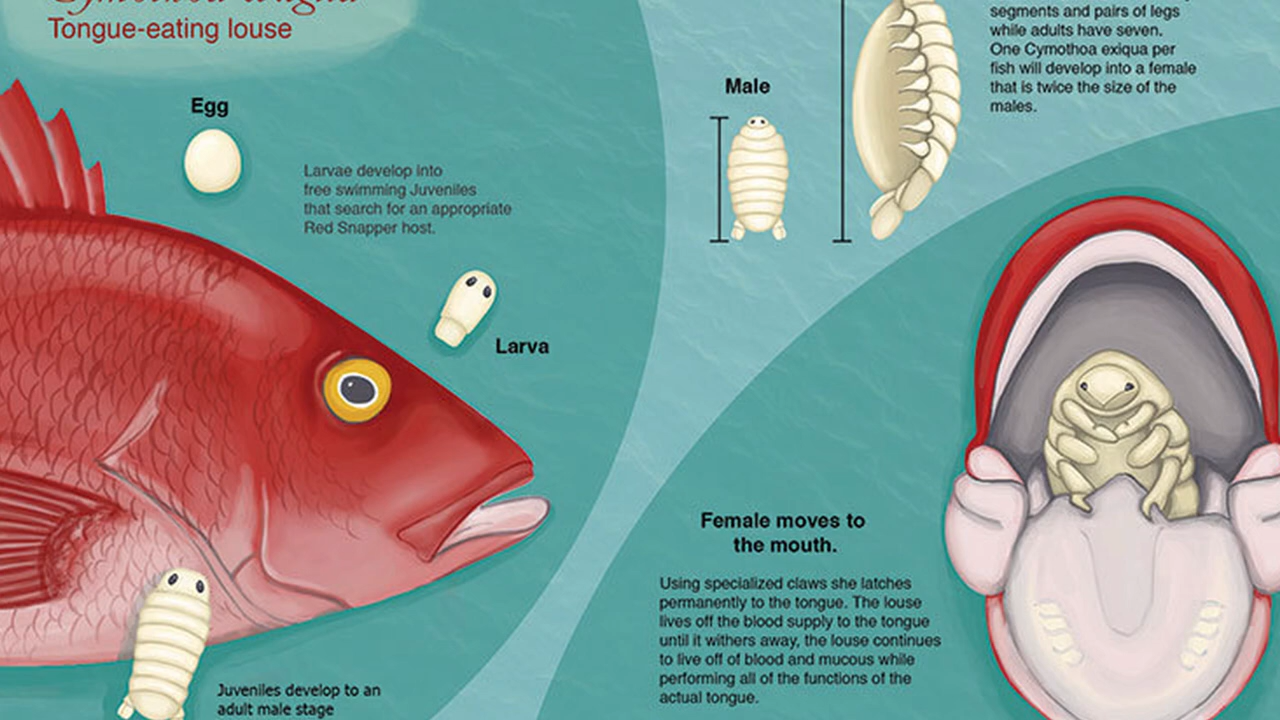 Tongue-eating louse
Egg
Larvae develop into
free swimming Juveniles
that search for an appropriate
Red Snapper host.
Larva
Juveniles develop to an
adult male stage
Male
segments and pairs of legs
while adults have seven.
One Cymothoa exiqua per
fish will develop into a female
that is twice the size of the
males.
Female moves to
the mouth.
Using specialized claws she latches
permanently to the tongue. The louse
lives off the blood supply to the tongue
until it withers away, the louse continues
to live off of blood and mucous while
performing all of the functions of the
actual tongue.